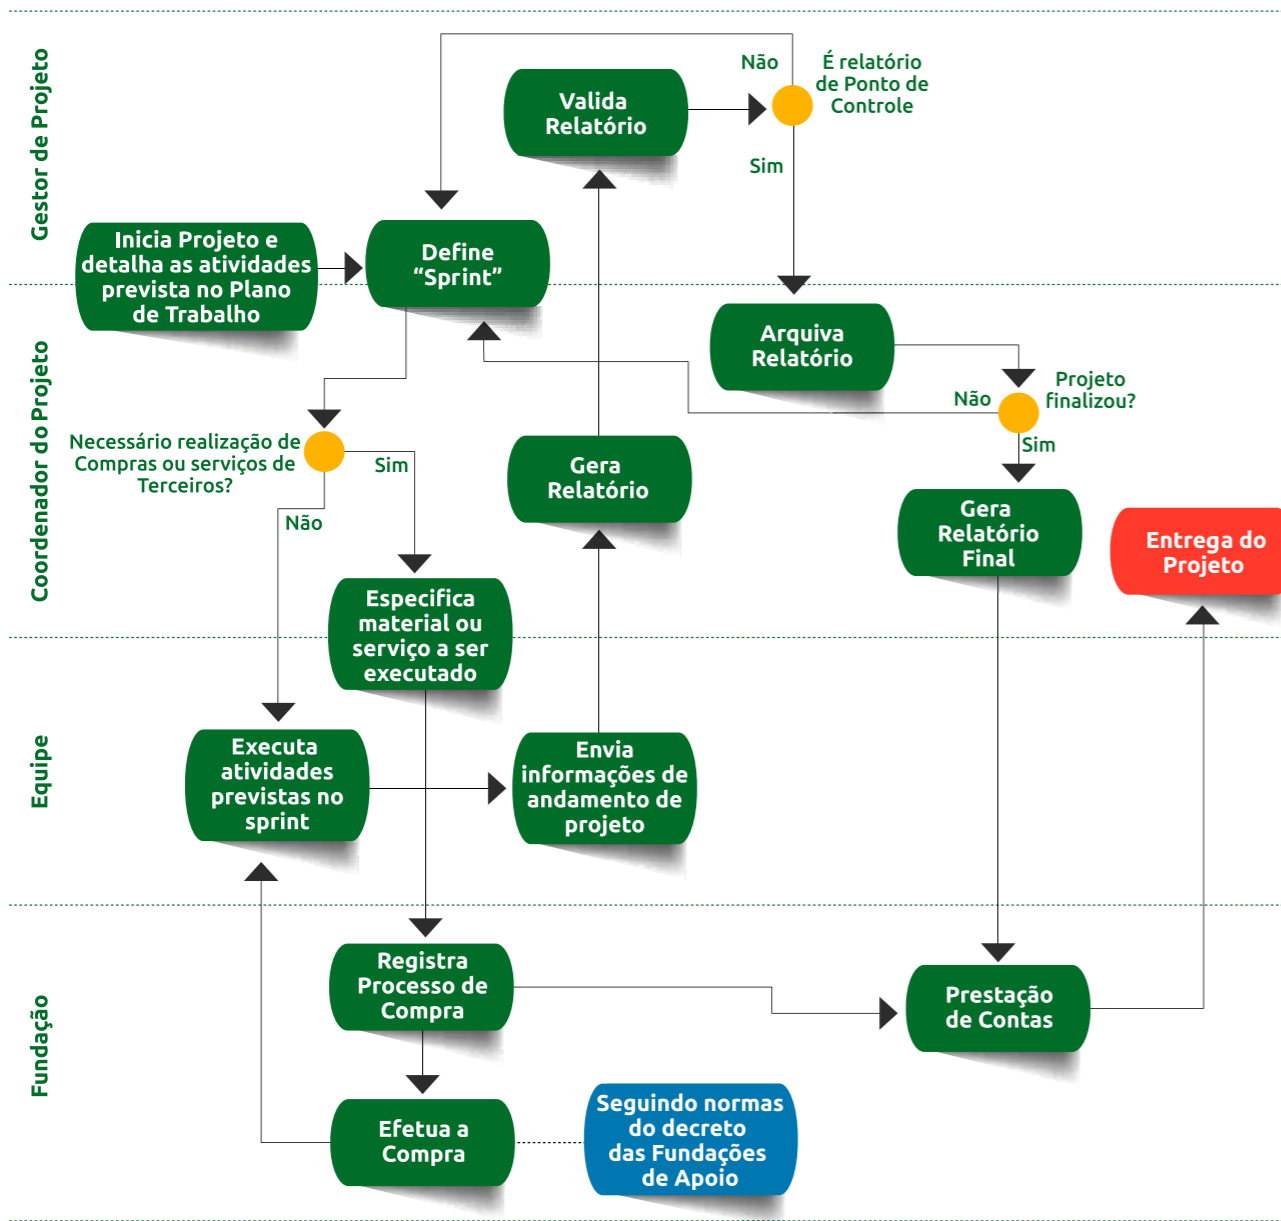 Gestor de Projeto
Não
É relatório
de Ponto de
Controle
Valida
Relatório
Sim
Inicia Projeto e
detalha as atividades
prevista no Plano
de Trabalho
Define
“Sprint”
Coordenador do Projeto
Arquiva
Relatório
Projeto
finalizou?
Não
Sim
Necessário realização de
Compras ou serviços de
Terceiros?
Sim
Não
Gera
Relatório
Gera
Relatório
Final
Entrega do
Projeto
Especifica
material ou
serviço a ser
executado
Equipe
Executa
atividades
previstas no
sprint
Envia
informações de
andamento de
projeto
Fundação
Registra
Processo de
Compra
Prestação
de Contas
Efetua a
Compra
Seguindo normas
do decreto
das Fundações
de Apoio